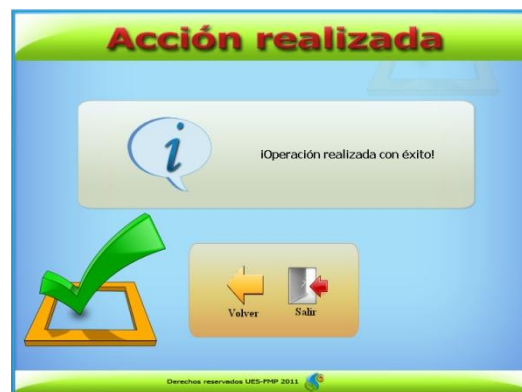 Acción realizada
¡Operación realizada con éxito!
Volver Salir
Derechos reservados UES-FMP 2011